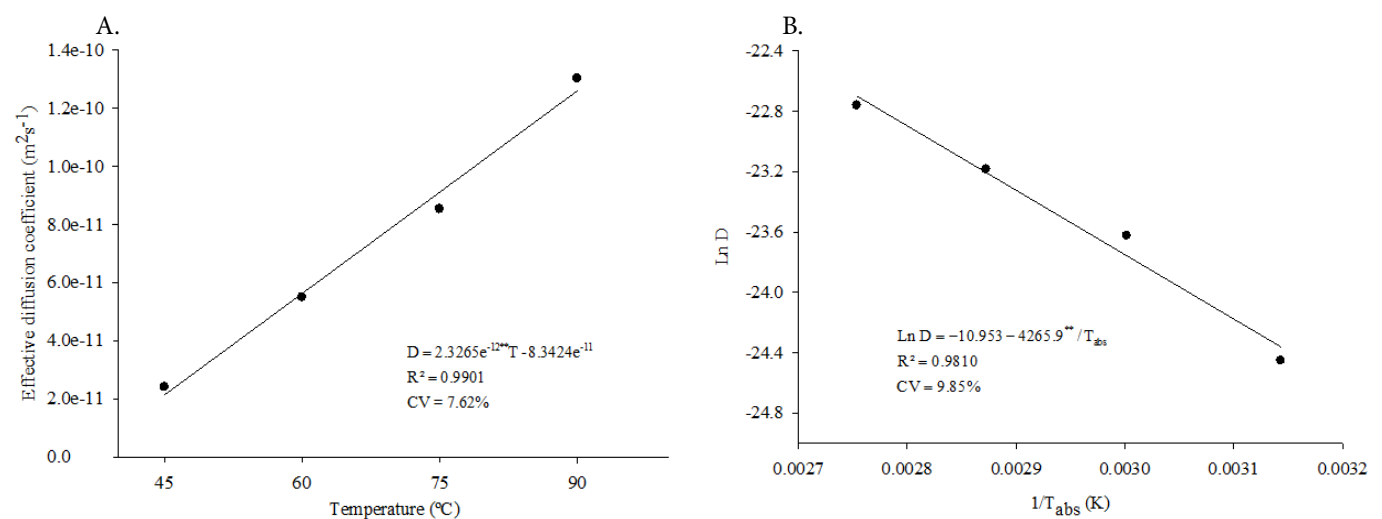 A.
Effective diffusion coefficient (m²s⁻¹)
1.4e-10
1.2e-10
1.0e-10
8.0e-11
6.0e-11
4.0e-11
2.0e-11
0.0
D = 2.3265e⁻¹²**T - 8.3424e⁻¹¹
R² = 0.9901
CV = 7.62%
45 60 75 90
Temperature (ºC)
B.
Ln D
-22.4
-22.8
-23.2
-23.6
-24.0
-24.4
-24.8
Ln D = −10.953 − 4265.9** / Tabs
R² = 0.9810
CV = 9.85%
0.0027 0.0028 0.0029 0.0030 0.0031 0.0032
1/Tabs (K)